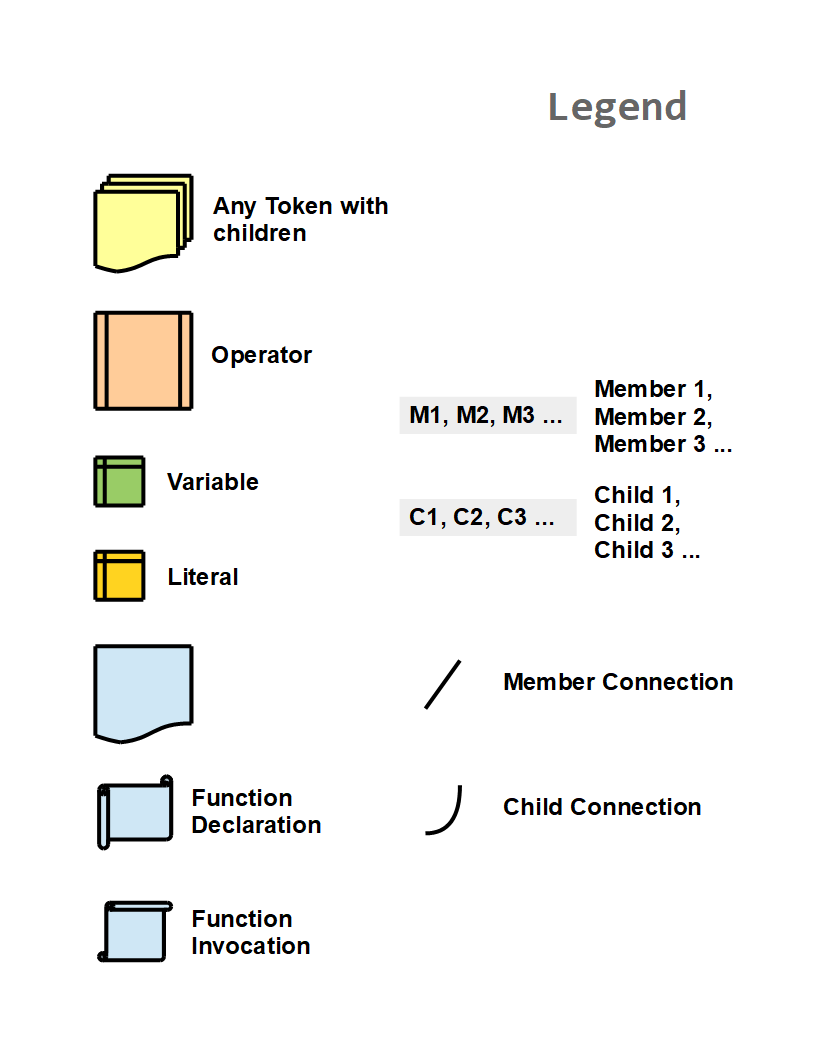 Legend
Any Token with
children
Operator
Member 1,
Member 2,
Member 3 ...
M1, M2, M3 ...
Variable
Child 1,
Child 2,
Child 3 ...
C1, C2, C3 ...
Literal
Member Connection
Function
Declaration
Child Connection
Function
Invocation